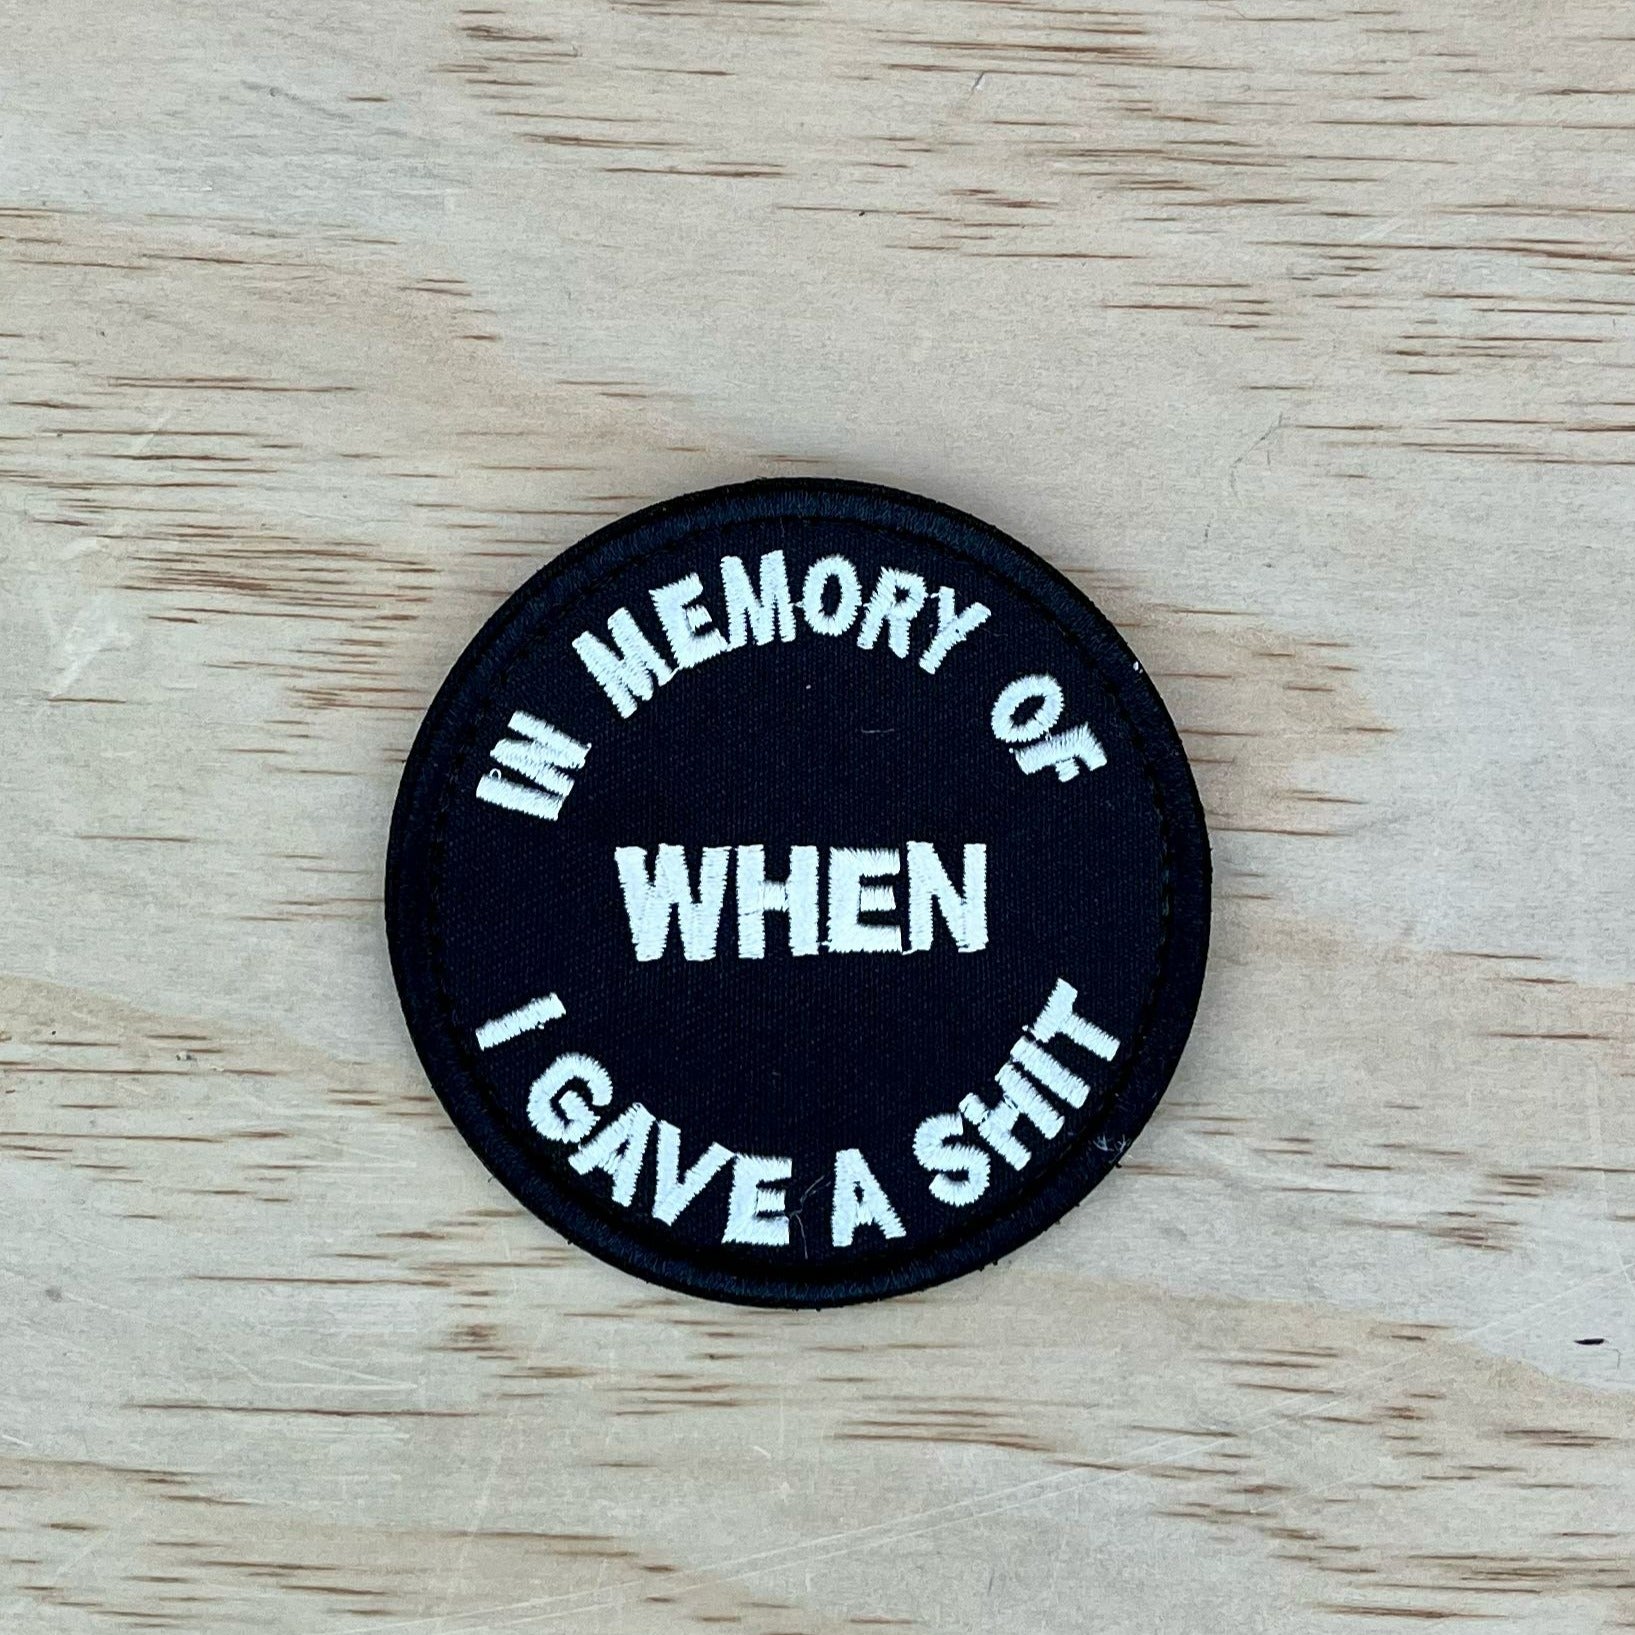 IN MEMORY OF
WHEN
I GAVE A SHIT